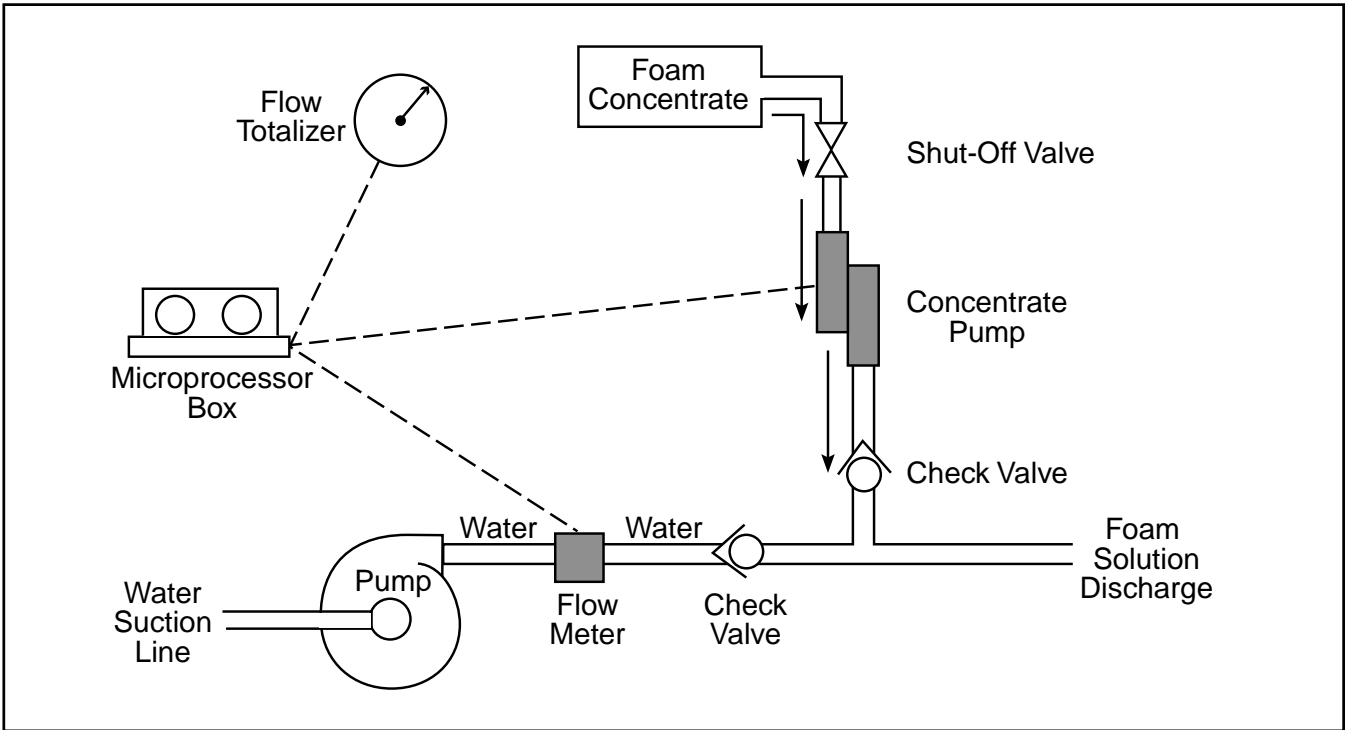 Foam
Concentrate
Flow
Totalizer
Shut-Off Valve
Concentrate
Pump
Microprocessor
Box
Check Valve
Water
Water
Foam
Solution
Discharge
Pump
Water
Suction
Line
Flow
Meter
Check
Valve